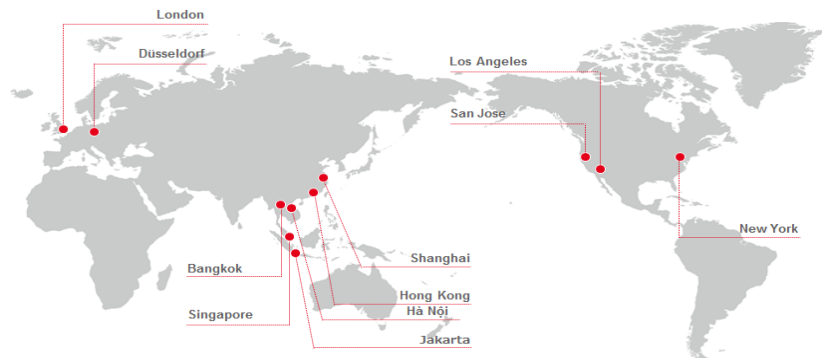 London
Düsseldorf
Los Angeles
San Jose
New York
Shanghai
Bangkok
Hong Kong
Hà Nội
Singapore
Jakarta